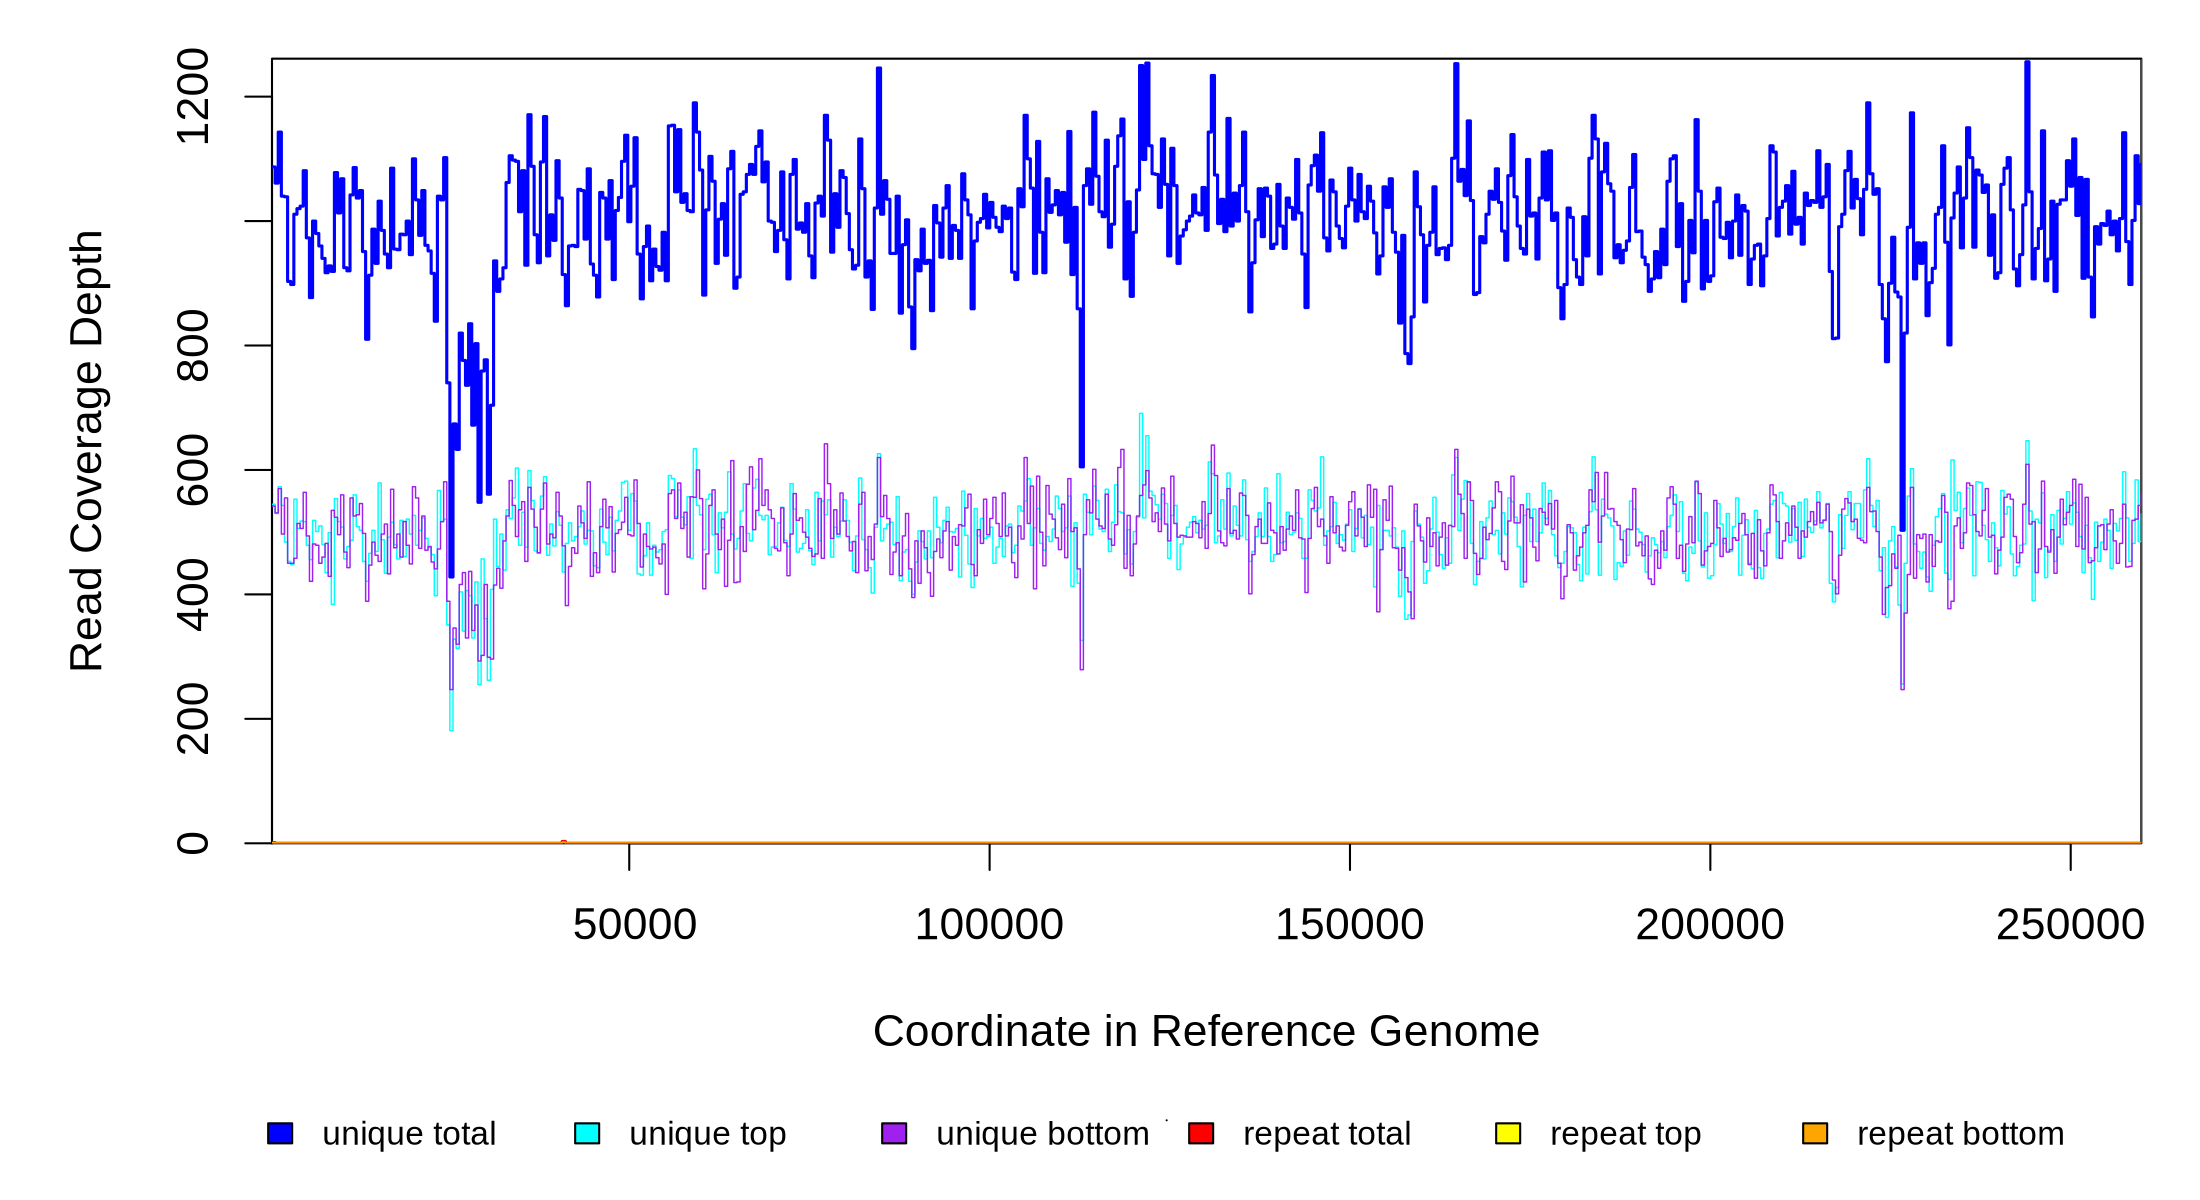 Read Coverage Depth
1200
800
600
400
200
0
50000 100000 150000 200000 250000
Coordinate in Reference Genome
unique total unique top unique bottom repeat total repeat top repeat bottom